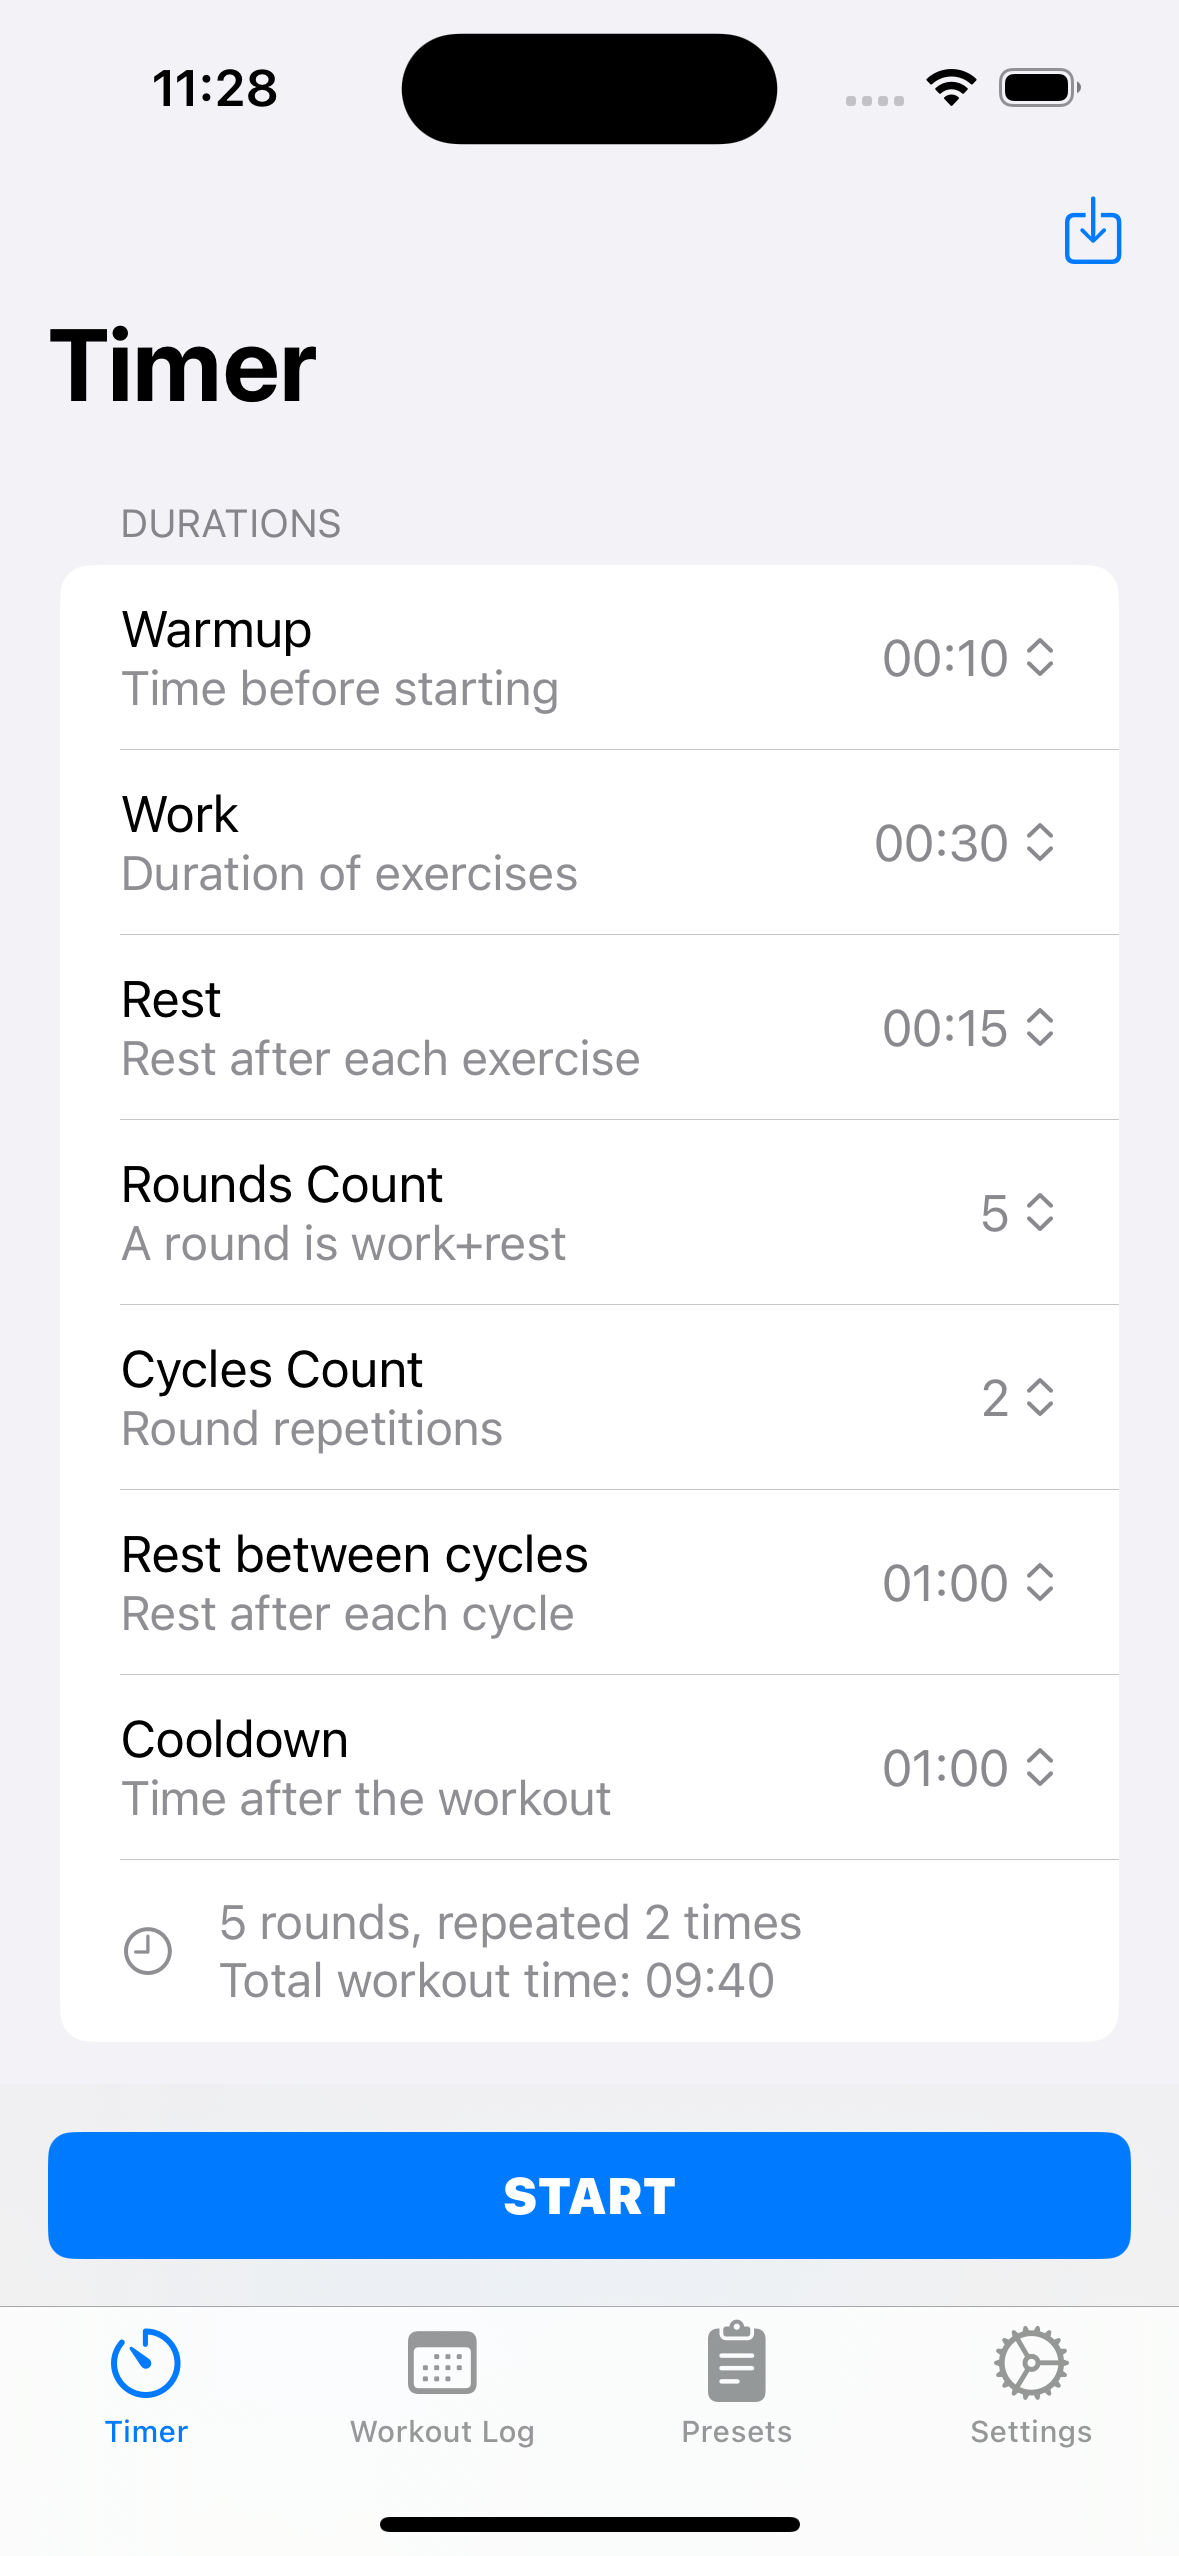 11:28
Timer
DURATIONS
Warmup
Time before starting
00:10
Work
Duration of exercises
00:30
Rest
Rest after each exercise
00:15
Rounds Count
A round is work+rest
5
Cycles Count
Round repetitions
2
Rest between cycles
Rest after each cycle
01:00
Cooldown
Time after the workout
01:00
5 rounds, repeated 2 times
Total workout time: 09:40
START
Timer
Workout Log
Presets
Settings